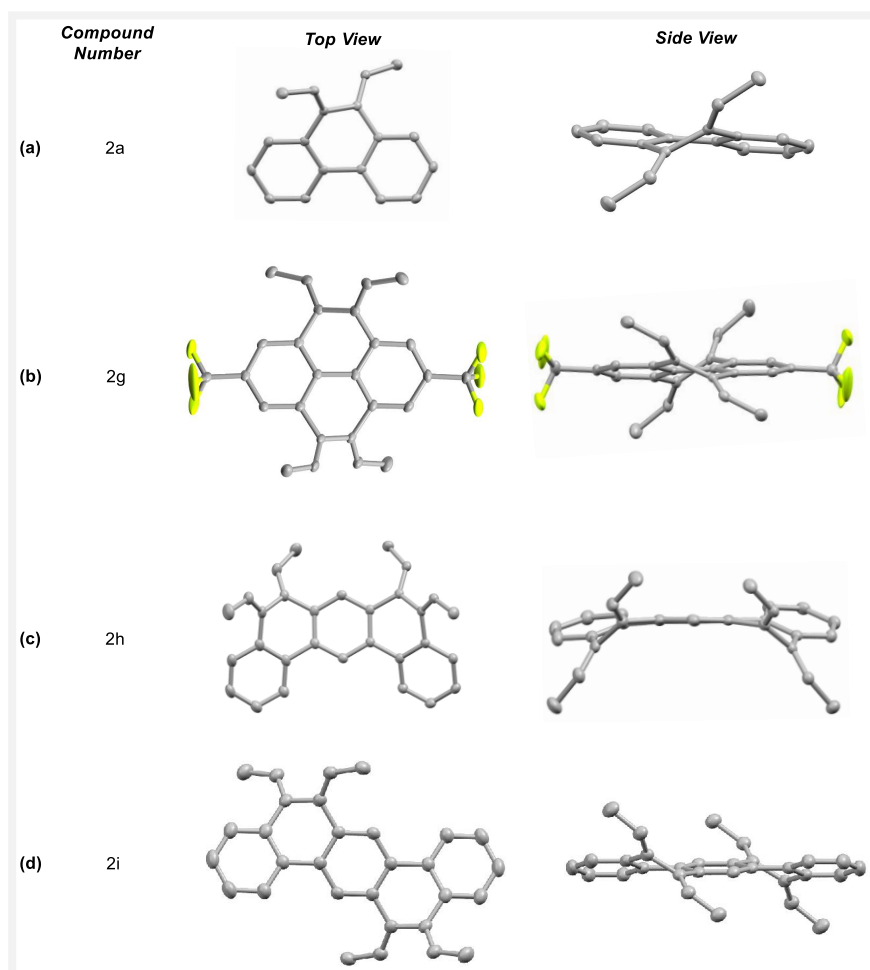 Compound Number
Top View
Side View
(a) 2a
(b) 2g
(c) 2h
(d) 2i